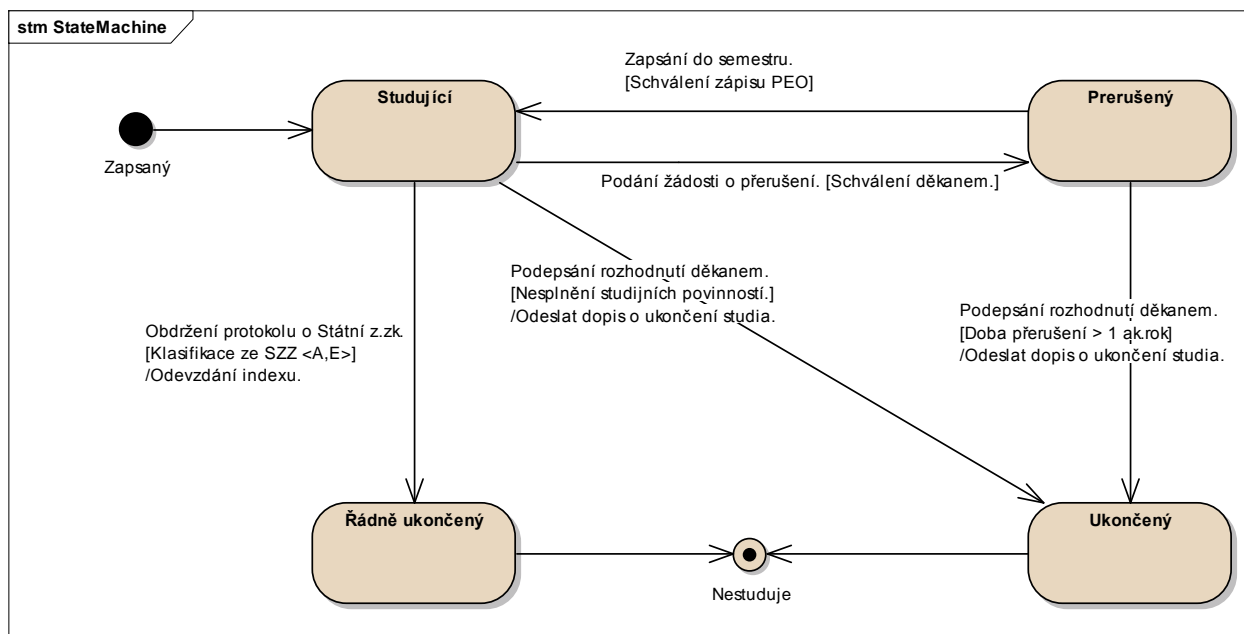 stm StateMachine
Zapsání do semestru.
[Schválení zápisu PEO]
Studující
Prerušený
Zapsaný
Podání žádosti o přerušení. [Schválení děkanem.]
Podepsání rozhodnutí děkanem.
[Nesplnění studijních povinností.]
/Odeslat dopis o ukončení studia.
Podepsání rozhodnutí děkanem.
[Doba přerušení > 1 ak.rok]
/Odeslat dopis o ukončení studia.
Obdržení protokolu o Státní z.zk.
[Klasifikace ze SZZ <A,E>]
/Odevzdání indexu.
Řádně ukončený
Ukončený
Nestuduje